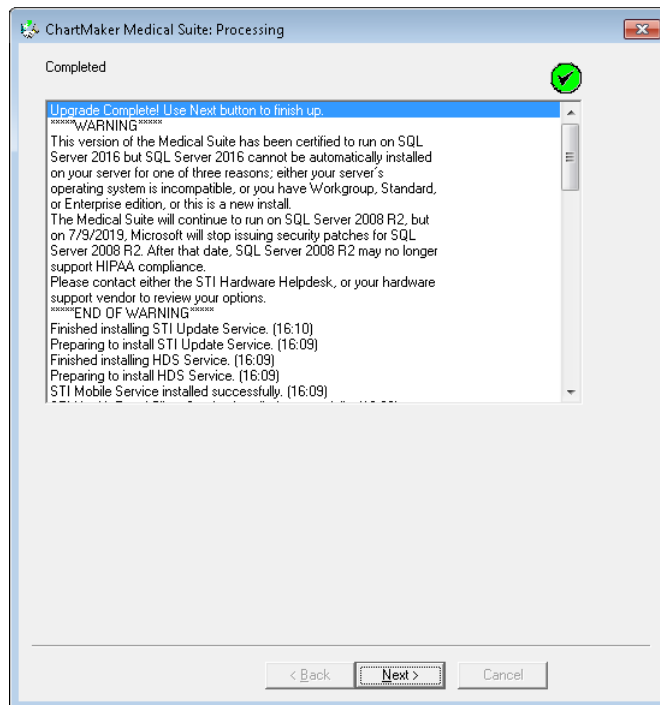 ChartMaker Medical Suite: Processing
Completed
Upgrade Complete! Use Next button to finish up.
*****WARNING*****
This version of the Medical Suite has been certified to run on SQL
Server 2016 but SQL Server 2016 cannot be automatically installed
on your server for one of three reasons; either your server's
operating system is incompatible, or you have Workgroup, Standard,
or Enterprise edition, or this is a new install.
The Medical Suite will continue to run on SQL Server 2008 R2, but
on 7/9/2019, Microsoft will stop issuing security patches for SQL
Server 2008 R2. After that date, SQL Server 2008 R2 may no longer
support HIPAA compliance.
Please contact either the STI Hardware Helpdesk, or your hardware
support vendor to review your options.
*****END OF WARNING*****
Finished installing STI Update Service. (16:10)
Preparing to install STI Update Service. (16:09)
Finished installing HDS Service. (16:09)
Preparing to install HDS Service. (16:09)
STI Mobile Service installed successfully. (16:09)
< Back
Next >
Cancel